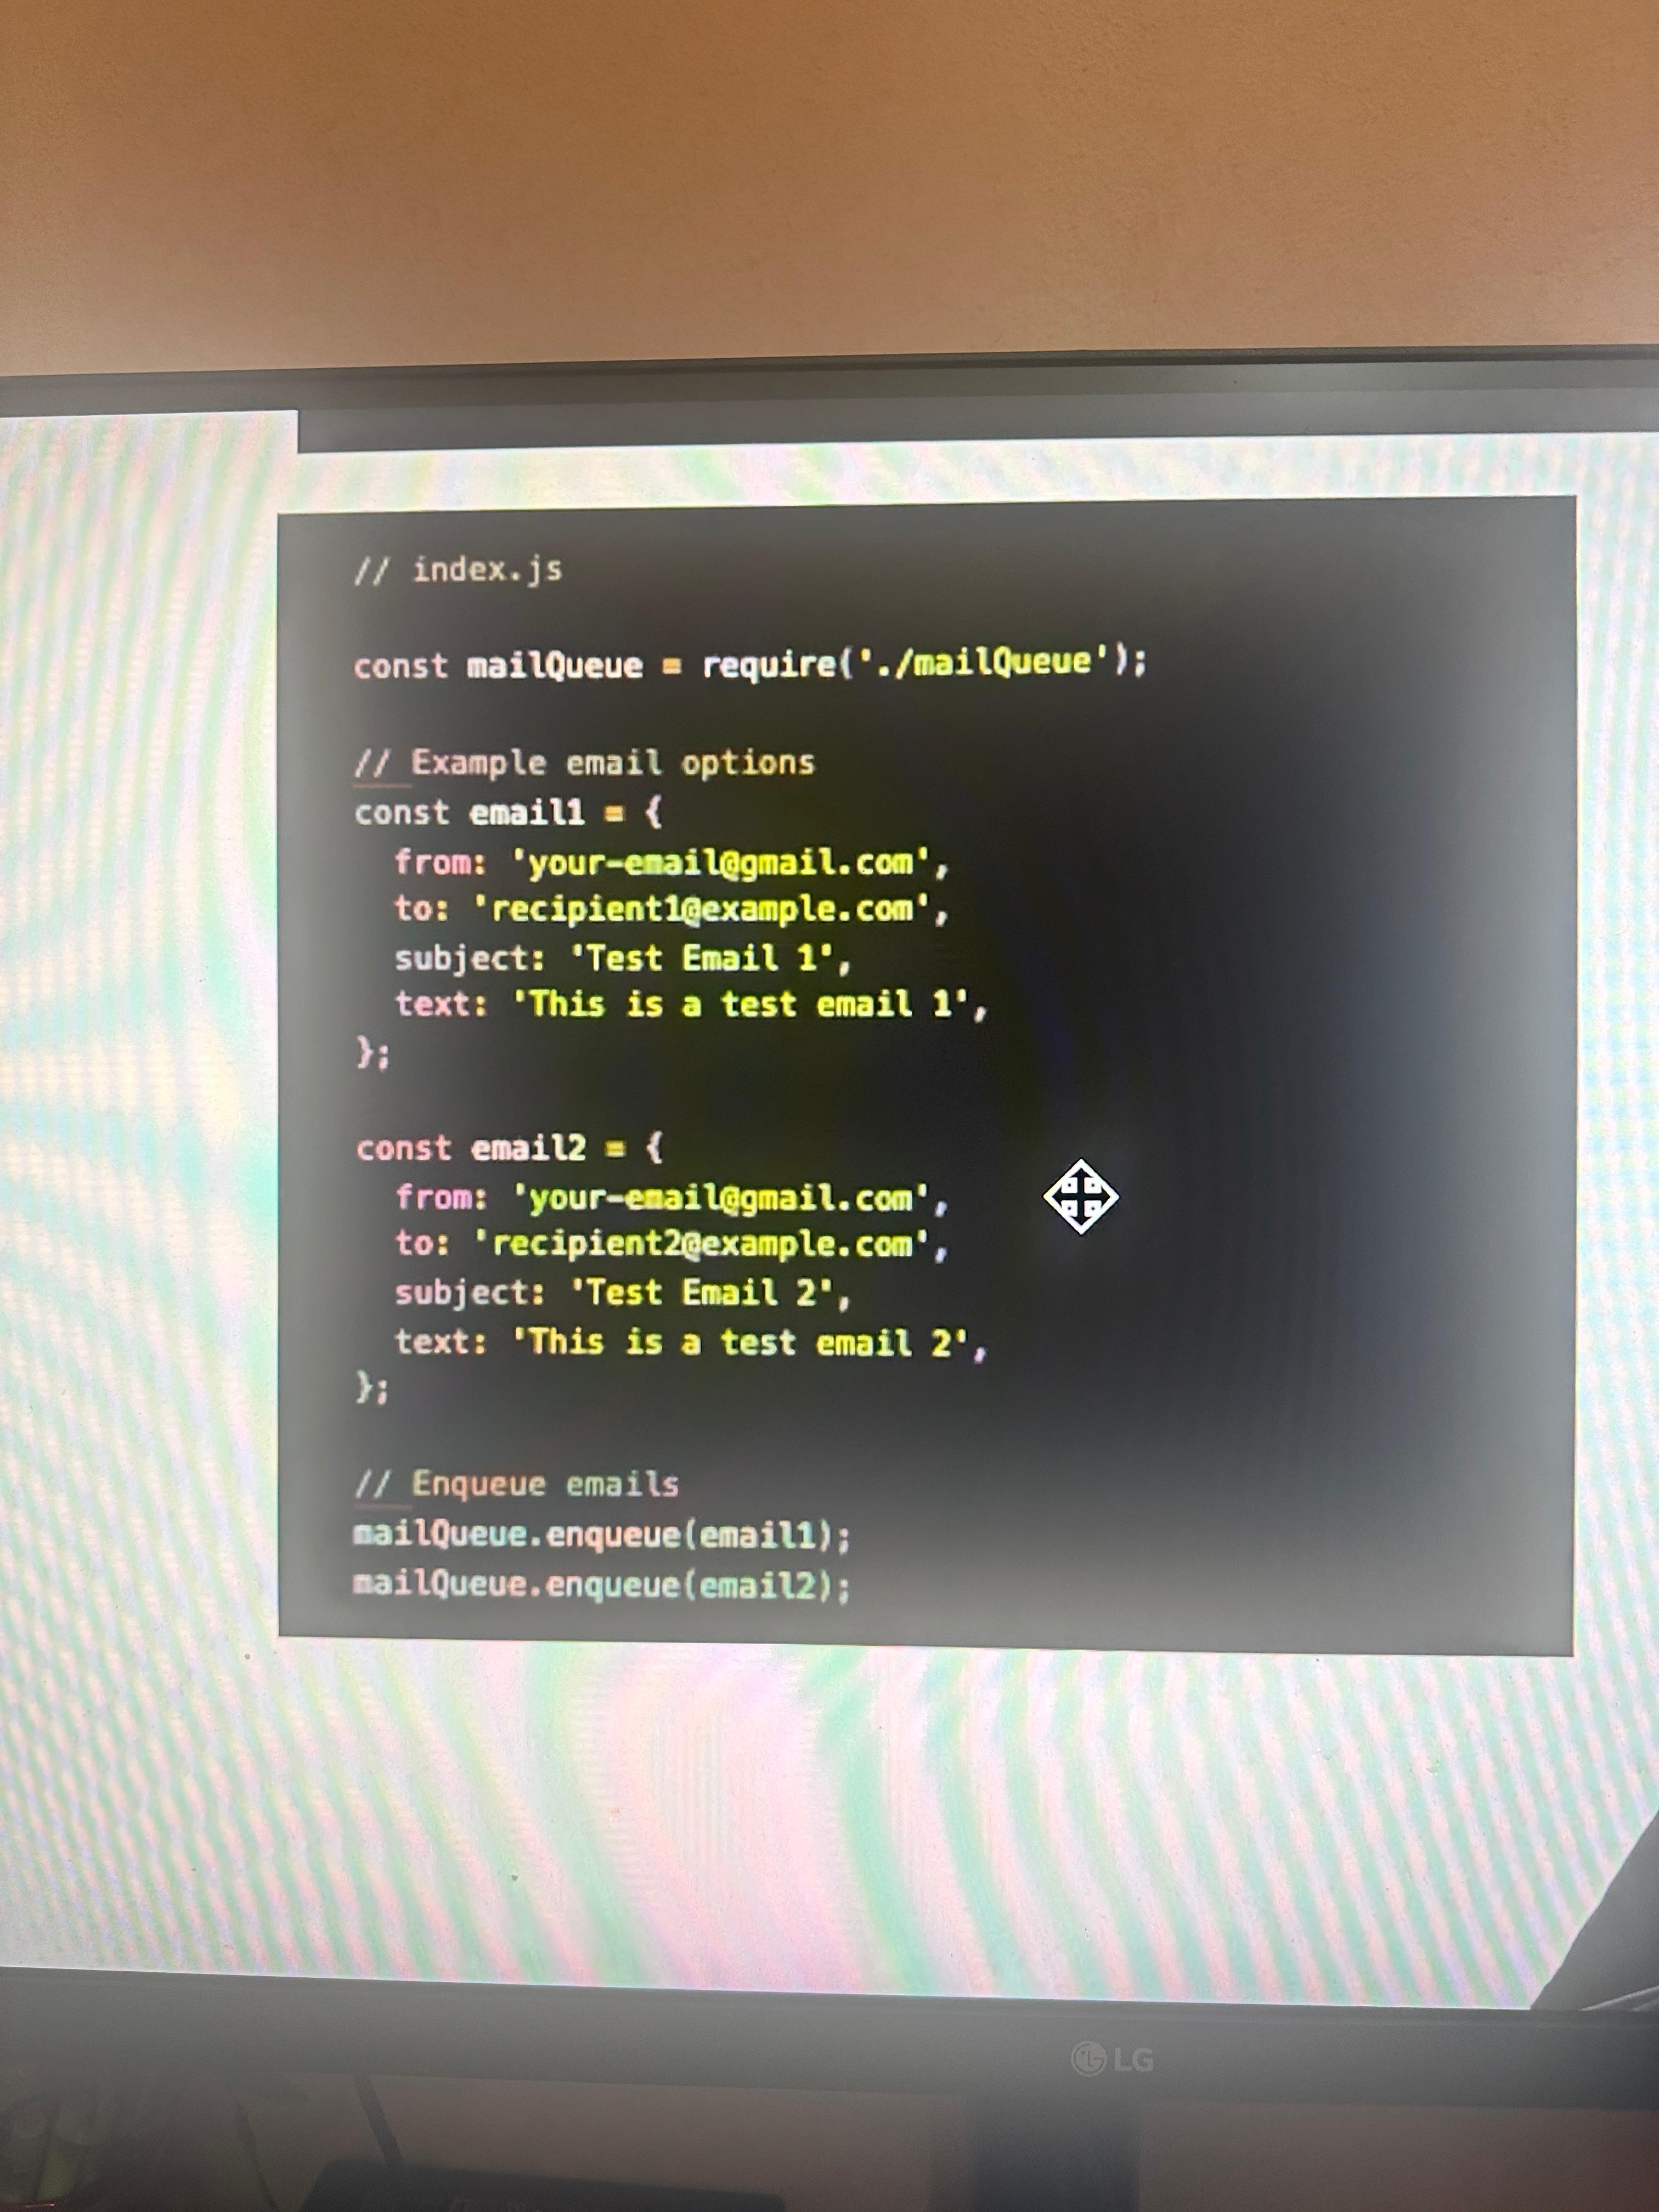 // index.js
const mailQueue = require('./mailQueue');
// Example email options
const email1 = {
from: 'your-email@gmail.com',
to: 'recipient1@example.com',
subject: 'Test Email 1',
text: 'This is a test email 1',
};
const email2 = {
from: 'your-email@gmail.com',
to: 'recipient2@example.com',
subject: 'Test Email 2',
text: 'This is a test email 2',
};
// Enqueue emails
mailQueue.enqueue(email1);
mailQueue.enqueue(email2);
LG